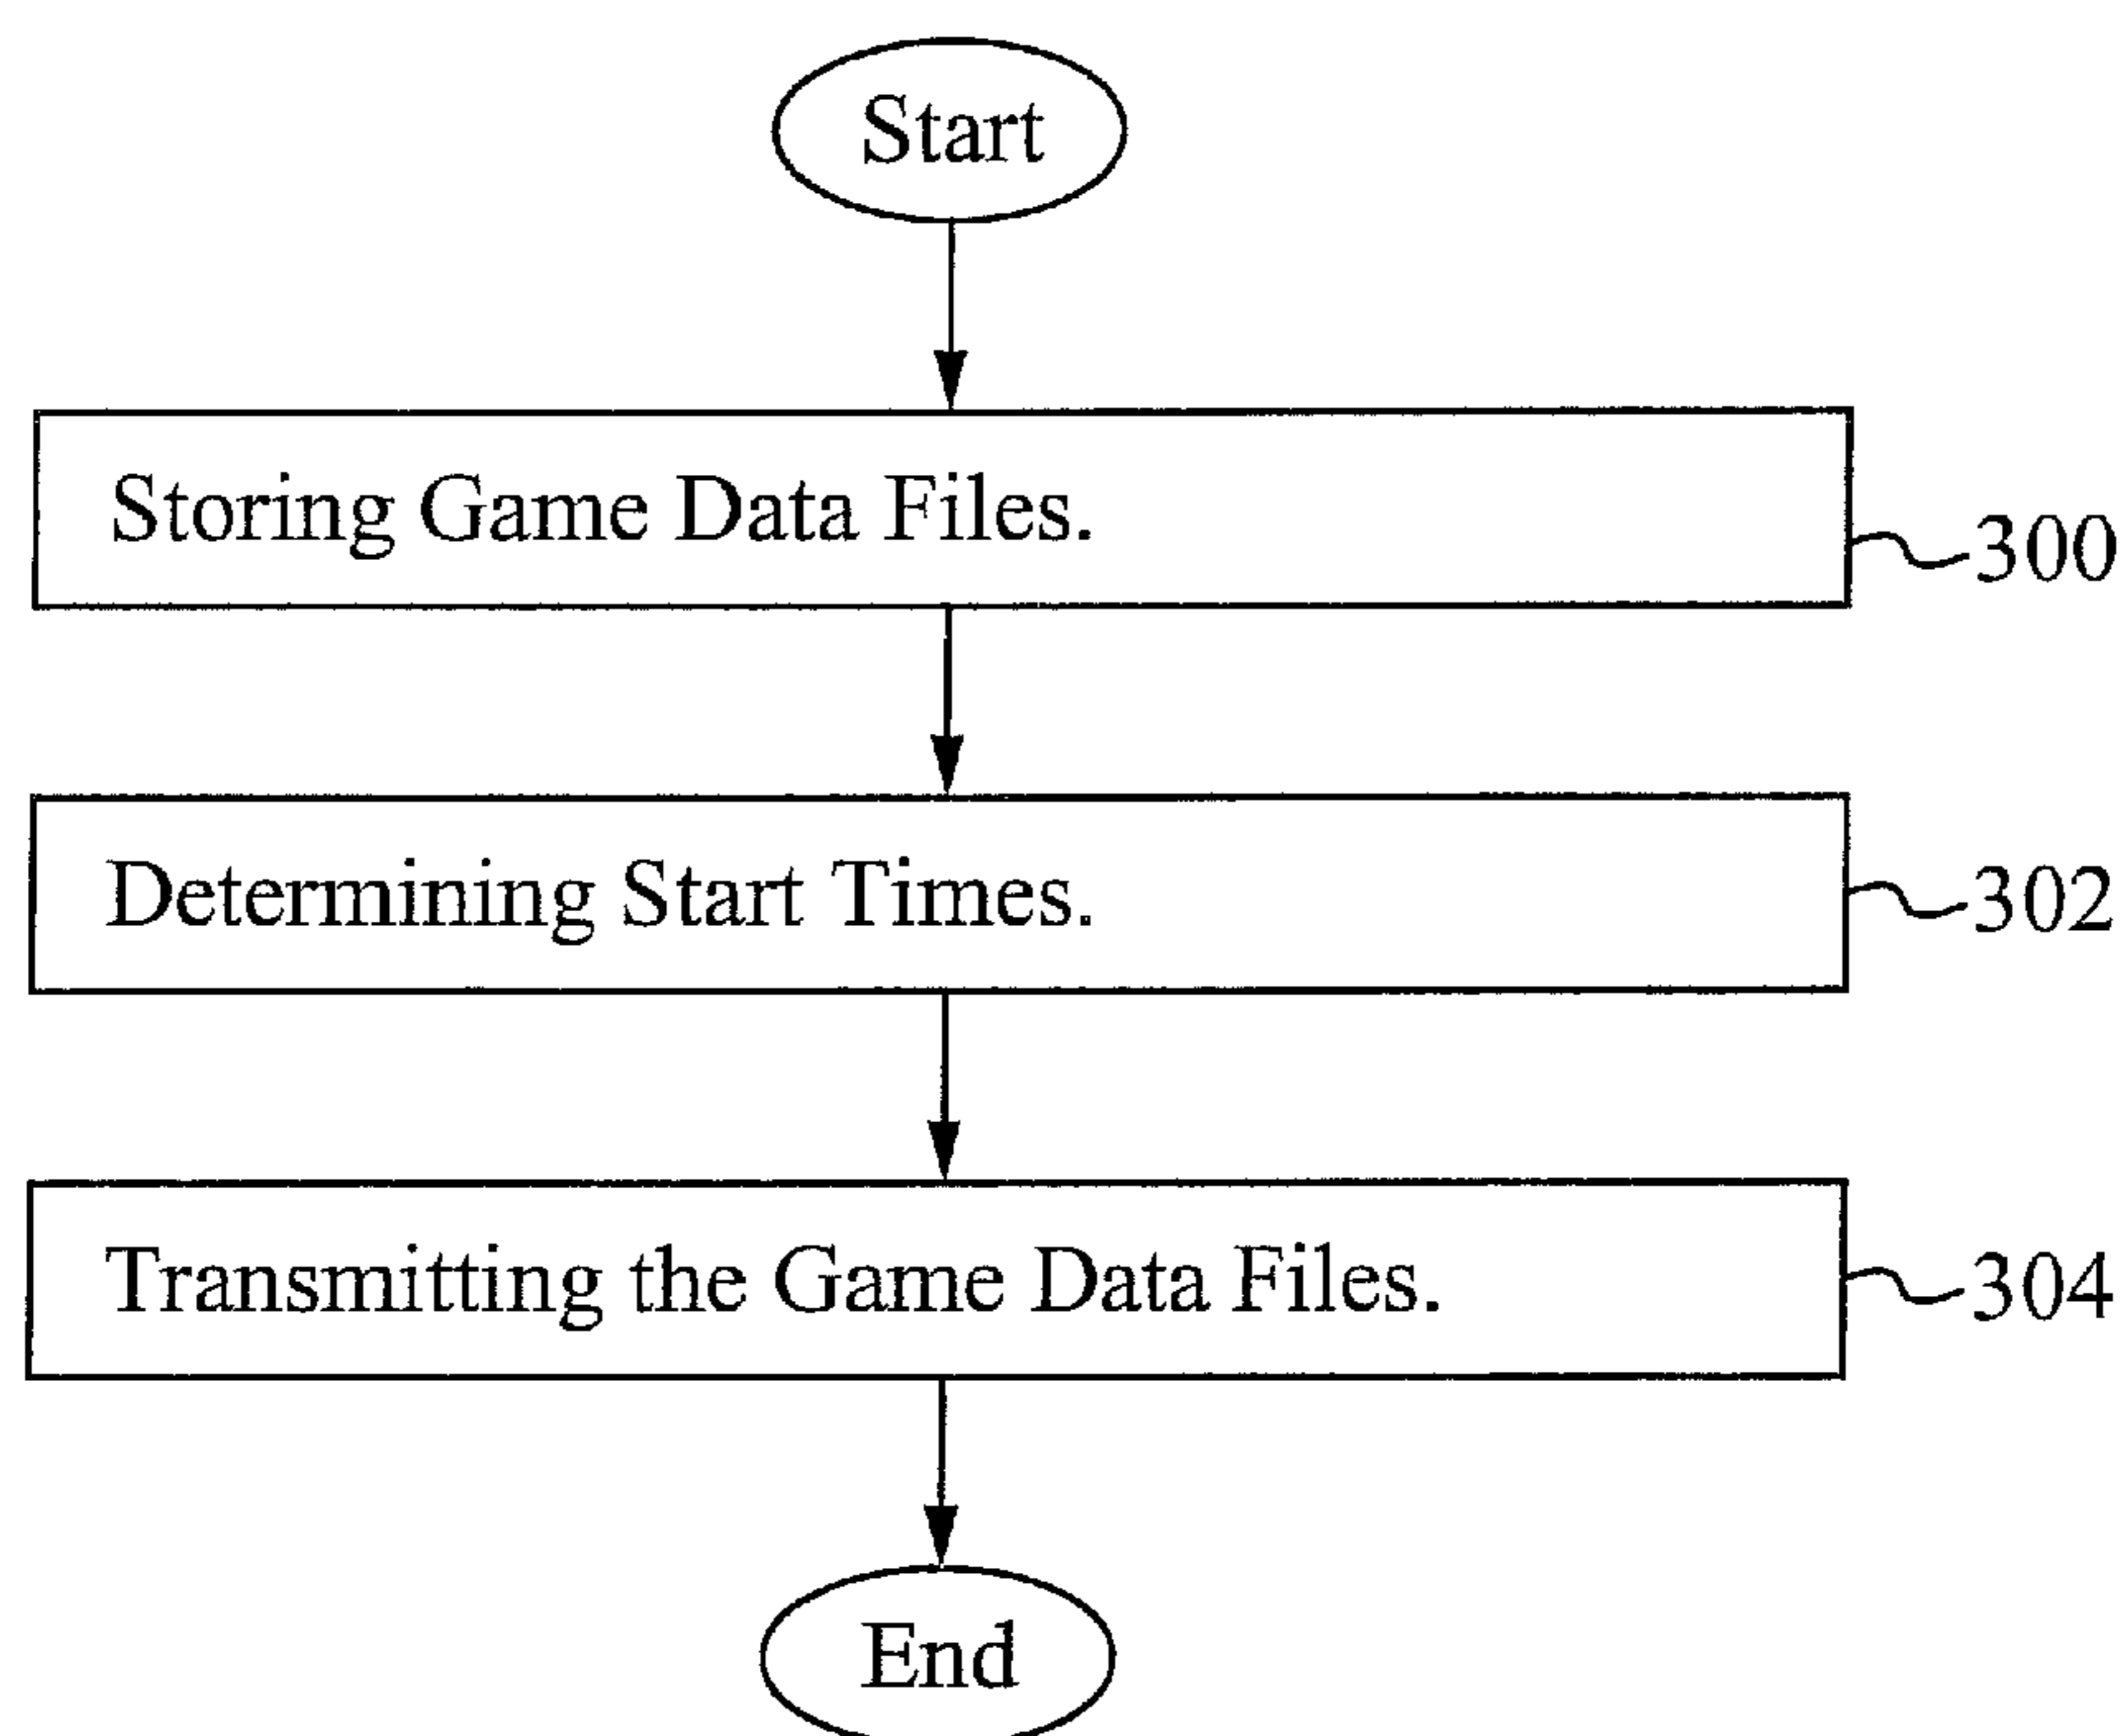 Start
Storing Game Data Files.
300
Determining Start Times.
302
Transmitting the Game Data Files.
304
End